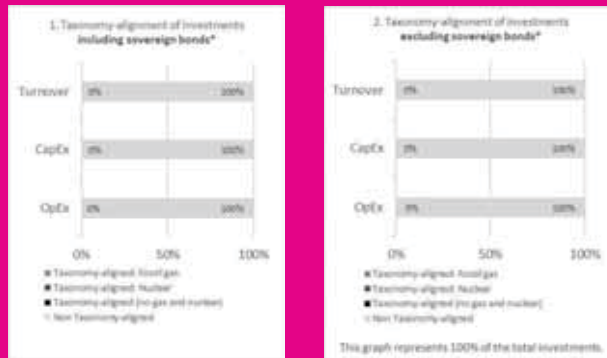 1. Taxonomy-alignment of investments
including sovereign bonds*
Turnover 0% 100%
CapEx 0% 100%
OpEx 0% 100%
0% 50% 100%
Taxonomy-aligned: Fossil gas
Taxonomy-aligned: Nuclear
Taxonomy-aligned (no gas and nuclear)
Non Taxonomy-aligned
2. Taxonomy-alignment of investments
excluding sovereign bonds*
Turnover 0% 100%
CapEx 0% 100%
OpEx 0% 100%
0% 50% 100%
Taxonomy-aligned: Fossil gas
Taxonomy-aligned: Nuclear
Taxonomy-aligned (no gas and nuclear)
Non Taxonomy-aligned
This graph represents 100% of the total investments.